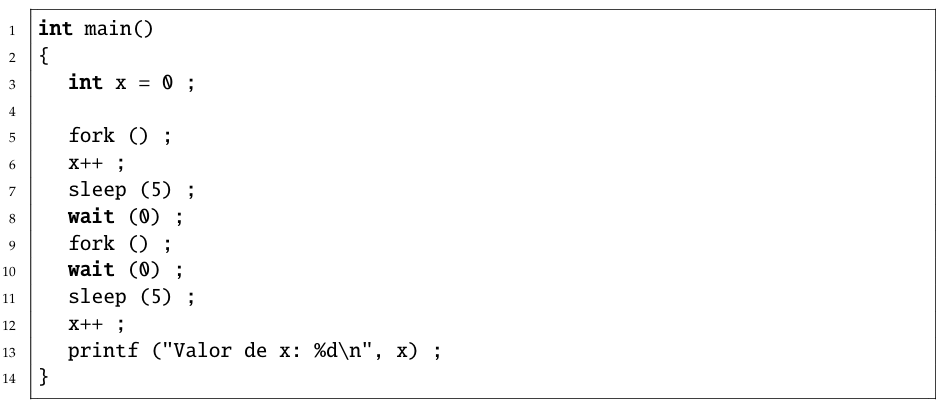 1 int main()
2 {
3 int x = 0 ;
4
5 fork () ;
6 x++ ;
7 sleep (5) ;
8 wait (0) ;
9 fork () ;
10 wait (0) ;
11 sleep (5) ;
12 x++ ;
13 printf ("Valor de x: %d\n", x) ;
14 }